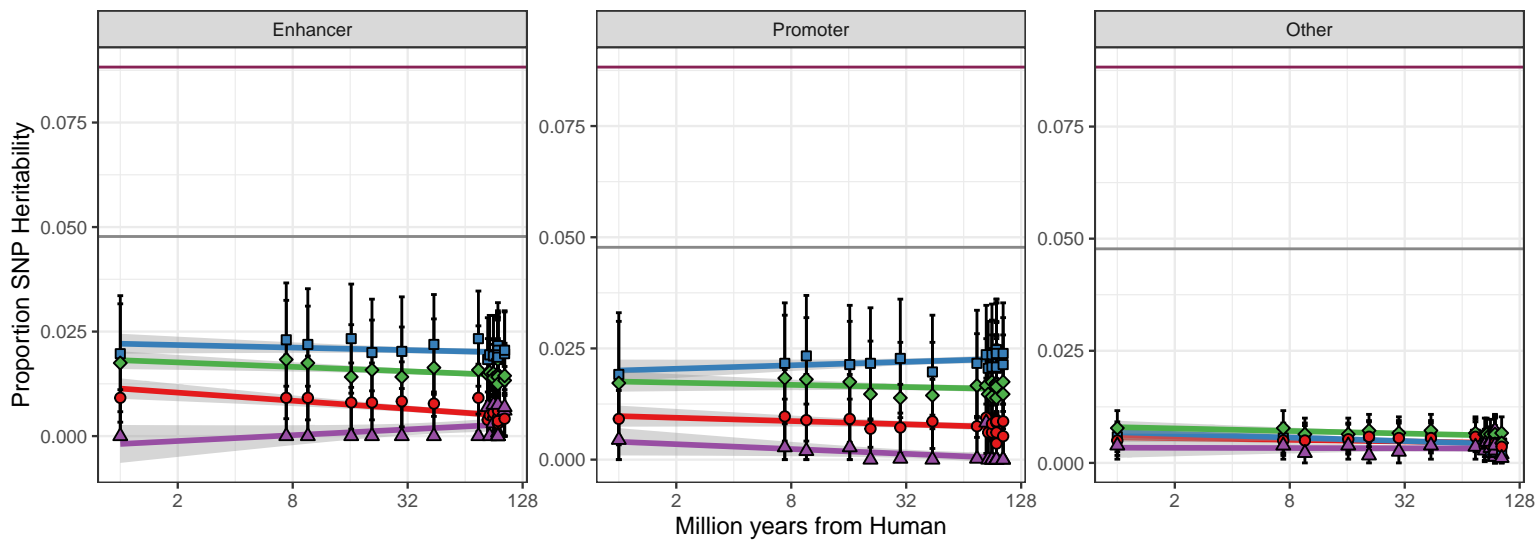 Enhancer Promoter Other
Proportion SNP Heritability
0.075
0.050
0.025
0.000
0.075
0.050
0.025
0.000
0.075
0.050
0.025
0.000
2 8 32 128
2 8 32 128
2 8 32 128
Million years from Human